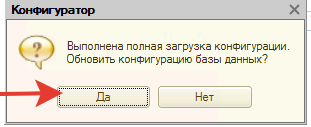 Конфигуратор
Выполнена полная загрузка конфигурации.
Обновить конфигурацию базы данных?
Да
Нет